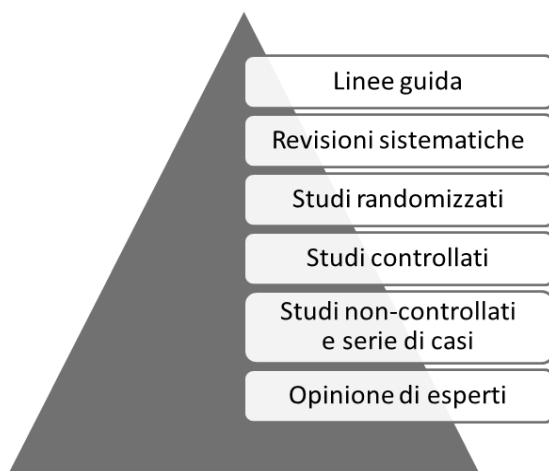 Linee guida
Revisioni sistematiche
Studi randomizzati
Studi controllati
Studi non-controllati
e serie di casi
Opinione di esperti